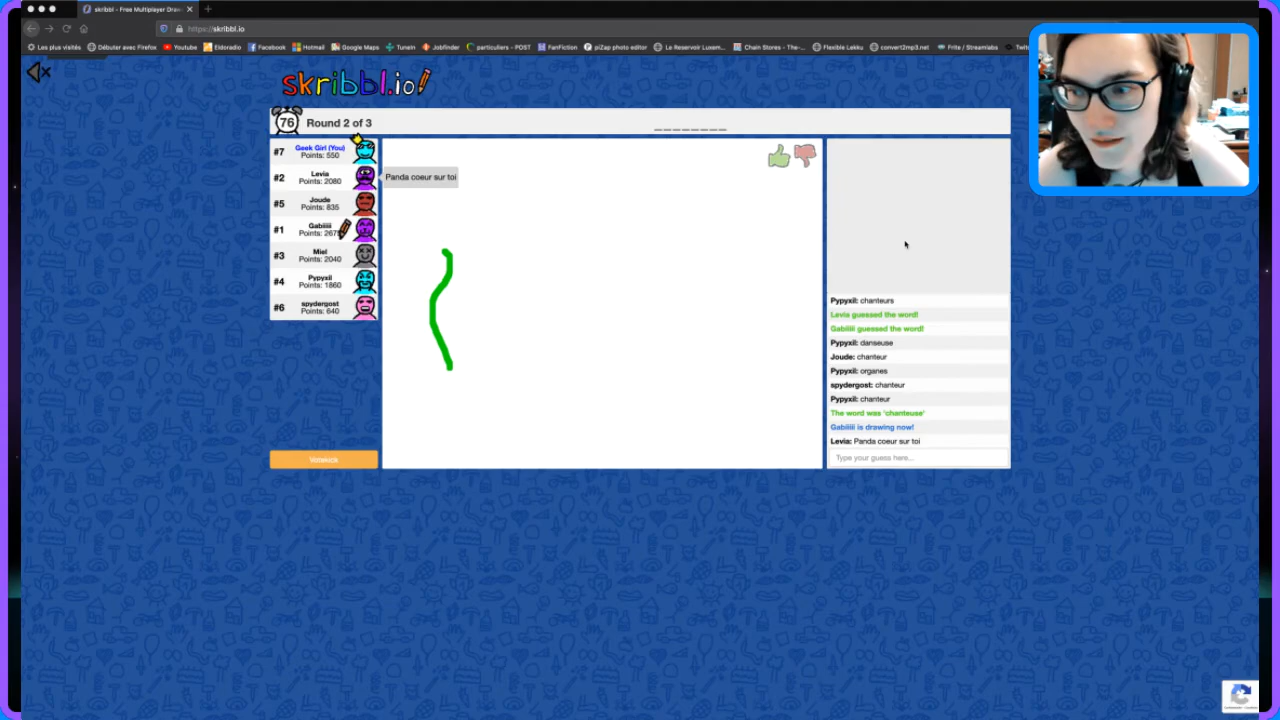 skribbl - Free Multiplayer Draw
https://skribbl.io
Les plus visités
Débuter avec Firefox
Youtube
Eldoradio
Facebook
Hotmail
Google Maps
TuneIn
Jobfinder
particuliers - POST
FanFiction
piZap photo editor
Le Reservoir Luxem...
Chain Stores - The-...
Flexible Lekku
convert2mp3.net
Frite / Streamlabs
Twit
skribbl.io
76
Round 2 of 3
_ _ _ _ _ _ _ _
#7
Geek Girl (You)
Points: 550
#2
Levia
Points: 2080
Panda coeur sur toi
#5
Joude
Points: 835
#1
Gabiiiii
#3
Miel
Points: 2040
#4
Pypyxil
Points: 1860
#6
spydergost
Points: 640
Votekick
Pypyxil: chanteurs
Levia guessed the word!
Gabiiiii guessed the word!
Pypyxil: danseuse
Joude: chanteur
Pypyxil: organes
spydergost: chanteur
Pypyxil: chanteur
The word was 'chanteuse'
Gabiiiii is drawing now!
Levia: Panda coeur sur toi
Type your guess here...